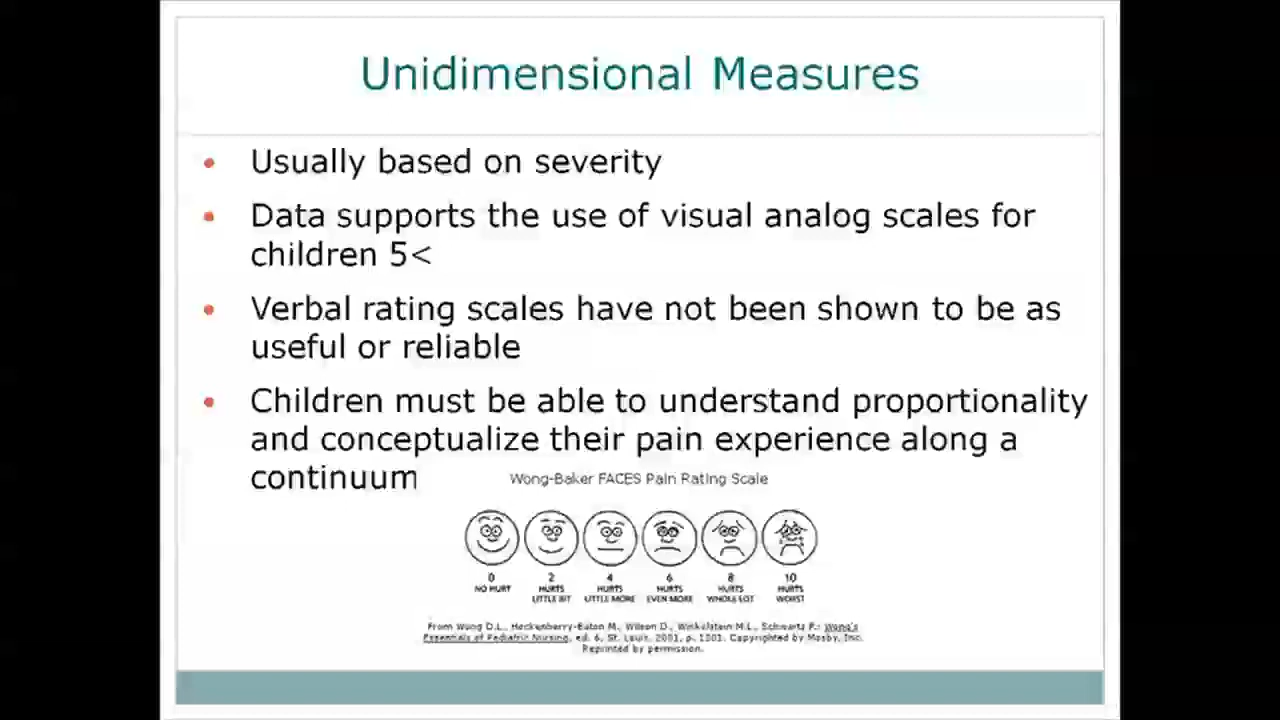 Unidimensional Measures
• Usually based on severity
• Data supports the use of visual analog scales for
children 5<
• Verbal rating scales have not been shown to be as
useful or reliable
• Children must be able to understand proportionality
and conceptualize their pain experience along a
continuum
Wong-Baker FACES Pain Rating Scale
0 2 4 6 8 10
NO HURT HURTS HURTS HURTS HURTS HURTS
LITTLE BIT LITTLE MORE EVEN MORE WHOLE LOT WORST
From Wong D.L., Hockenberry-Eaton M., Wilson D., Winkelstein M.L., Schwartz P.: Wong's
Essentials of Pediatric Nursing, ed. 6, St. Louis, 2001, p. 1301. Copyrighted by Mosby, Inc.
Reprinted by permission.